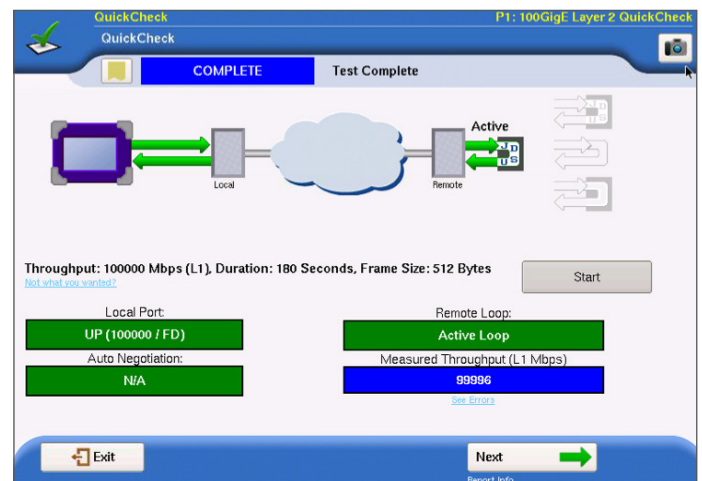 QuickCheck P1: 100GigE Layer 2 QuickCheck
QuickCheck
COMPLETE Test Complete
Active
J D
U S
Local Remote
Throughput: 100000 Mbps (L1), Duration: 180 Seconds, Frame Size: 512 Bytes
Not what you wanted?
Start
Local Port: Remote Loop:
UP (100000 / FD) Active Loop
Auto Negotiation: Measured Throughput (L1 Mbps)
N/A 99996
See Errors
Exit Next
Report Info